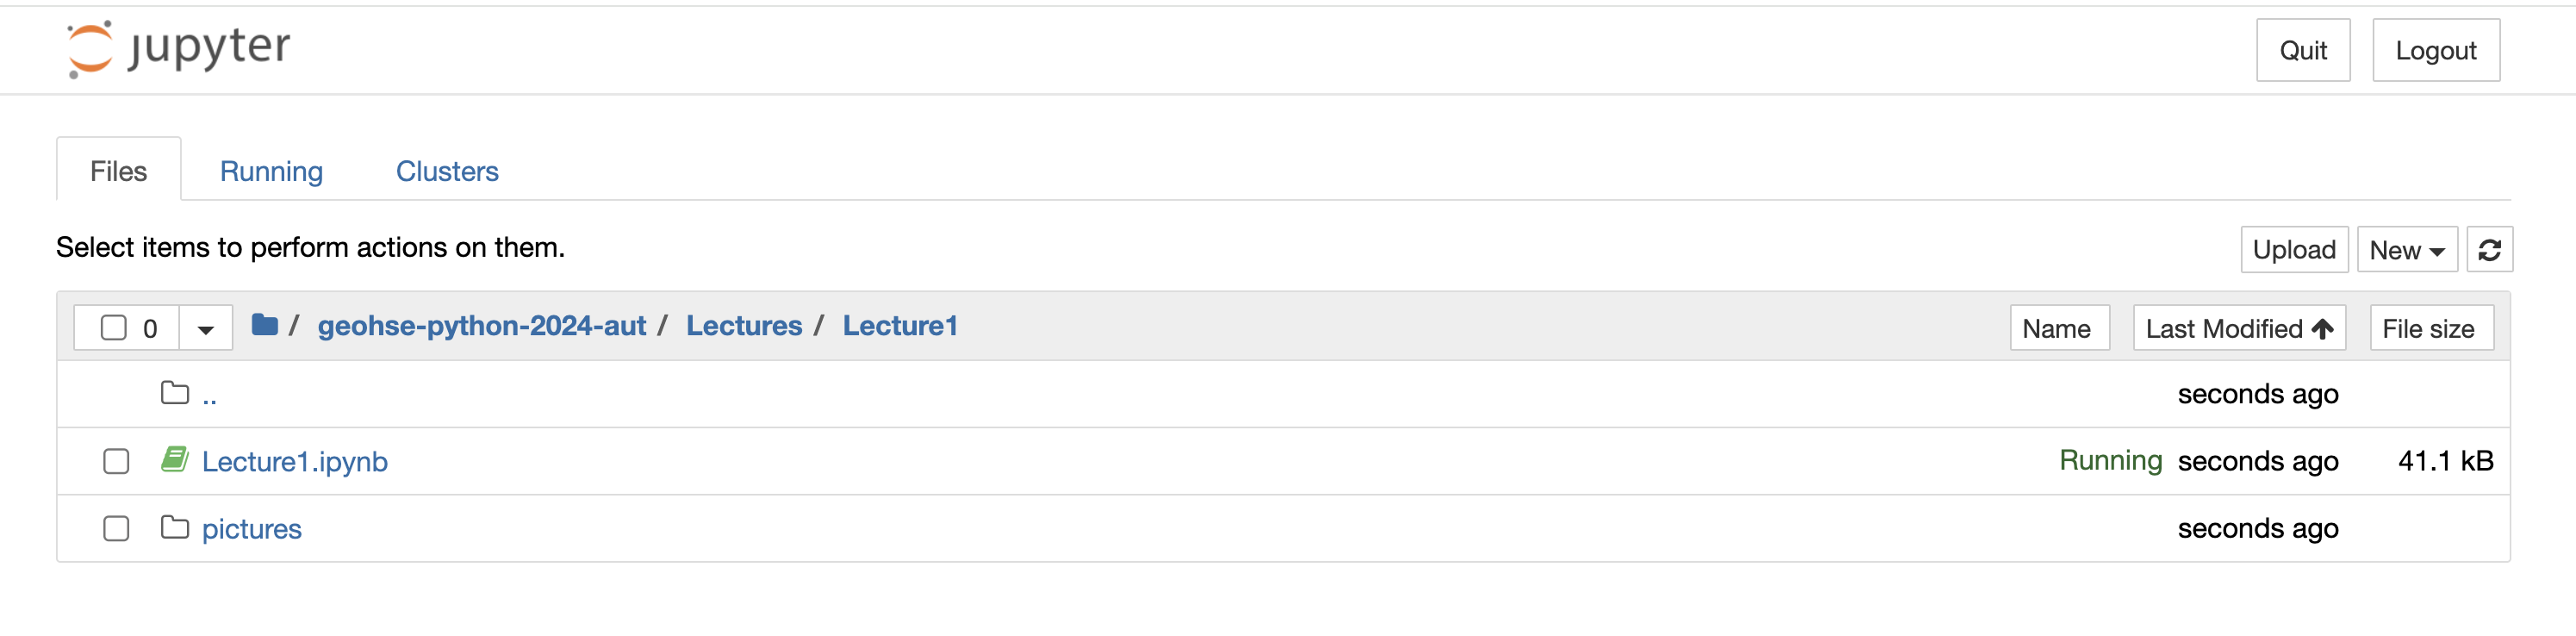 jupyter
Quit Logout
Files Running Clusters
Select items to perform actions on them.
Upload New
0 / geohse-python-2024-aut / Lectures / Lecture1 Name Last Modified File size
.. seconds ago
Lecture1.ipynb Running seconds ago 41.1 kB
pictures seconds ago